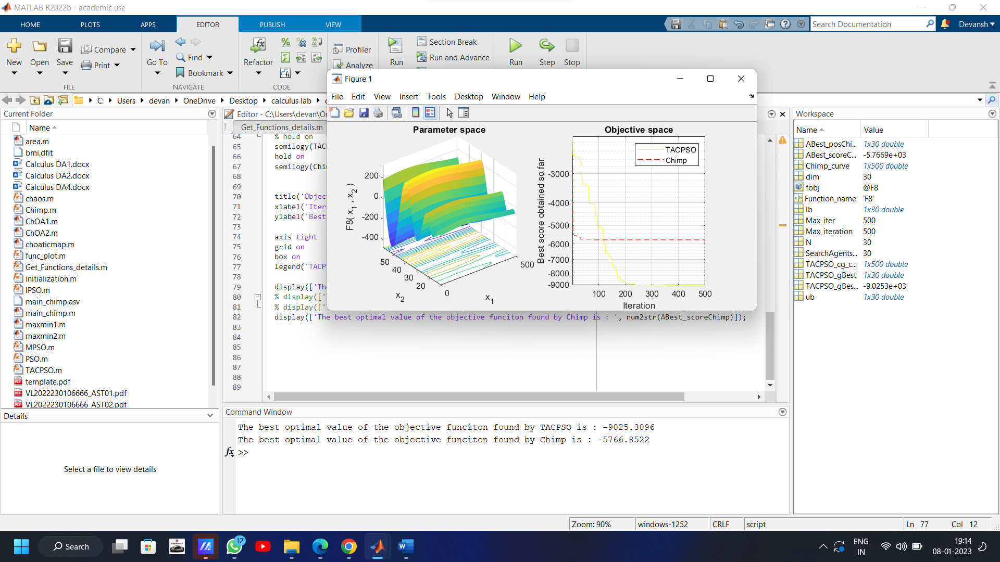 MATLAB R2022b - academic use
HOME PLOTS APPS EDITOR PUBLISH VIEW
Search Documentation
Devansh
New Open Save Compare Print
FILE
Go To Find Bookmark
NAVIGATE
Refactor
CODE
Profiler
Analyze
Run
Section Break
Run and Advance
Run Step Stop
C: Users devan OneDrive Desktop calculus lab
Current Folder
Name
area.m
bmi.dfit
Calculus DA1.docx
Calculus DA2.docx
Calculus DA4.docx
chaos.m
Chimp.m
ChOA1.m
ChOA2.m
choaticmap.m
func_plot.m
Get_Functions_details.m
initialization.m
IPSO.m
main_chimp.asv
main_chimp.m
maxmin1.m
maxmin2.m
MPSO.m
PSO.m
TACPSO.m
template.pdf
VL2022230106666_AST01.pdf
VL2022230106666_AST02.pdf
Details
Select a file to view details
Editor - C:\Users\devan\On
Get_Functions_details.m
64 % hold on
65 semilogy(TACP
66 hold on
67 semilogy(Chi
68
69
70 title('Objec
71 xlabel('Iter
72 ylabel('Best
73
74 axis tight
75 grid on
76 box on
77 legend('TACP
78
79 display(['The
80 % display(['
81 % display(['
82 display(['The best optimal value of the objective funciton found by Chimp is : ', num2str(ABest_scoreChimp)]);
83
84
85
86
87
88
89
Figure 1
File Edit View Insert Tools Desktop Window Help
Parameter space
F8( x1 , x2 )
200
0
-200
-400
50
40
30
20
x2
0
500
x1
Objective space
TACPSO
Chimp
Best score obtained so far
-3000
-4000
-5000
-6000
-7000
-8000
-9000
100 200 300 400 500
Iteration
Command Window
The best optimal value of the objective funciton found by TACPSO is : -9025.3096
The best optimal value of the objective funciton found by Chimp is : -5766.8522
fx >>
Workspace
Name Value
ABest_posChi... 1x30 double
ABest_scoreC... -5.7669e+03
Chimp_curve 1x500 double
dim 30
fobj @F8
Function_name 'F8'
lb 1x30 double
Max_iter 500
Max_iteration 500
N 30
SearchAgents... 30
TACPSO_cg_c... 1x500 double
TACPSO_gBest 1x30 double
TACPSO_gBes... -9.0253e+03
ub 1x30 double
Zoom: 90% windows-1252 CRLF script Ln 77 Col 12
Search
12
ENG
IN
19:14
08-01-2023